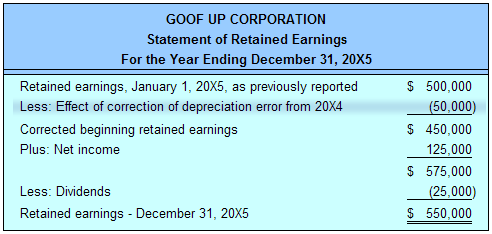 GOOF UP CORPORATION
Statement of Retained Earnings
For the Year Ending December 31, 20X5
Retained earnings, January 1, 20X5, as previously reported $ 500,000
Less: Effect of correction of depreciation error from 20X4 (50,000)
Corrected beginning retained earnings $ 450,000
Plus: Net income 125,000
$ 575,000
Less: Dividends (25,000)
Retained earnings - December 31, 20X5 $ 550,000